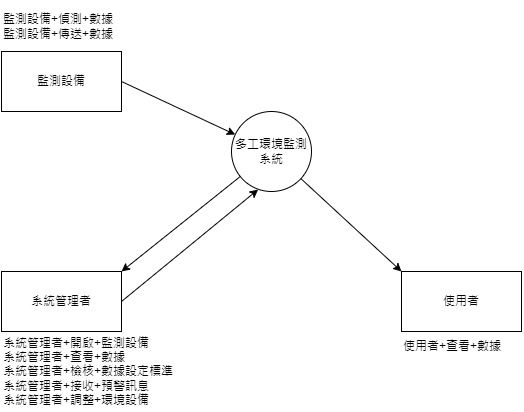 監測設備+偵測+數據
監測設備+傳送+數據
監測設備
多工環境監測
系統
系統管理者
使用者
系統管理者+開啟+監測設備
系統管理者+查看+數據
系統管理者+檢核+數據設定標準
系統管理者+接收+預警訊息
系統管理者+調整+環境設備
使用者+查看+數據